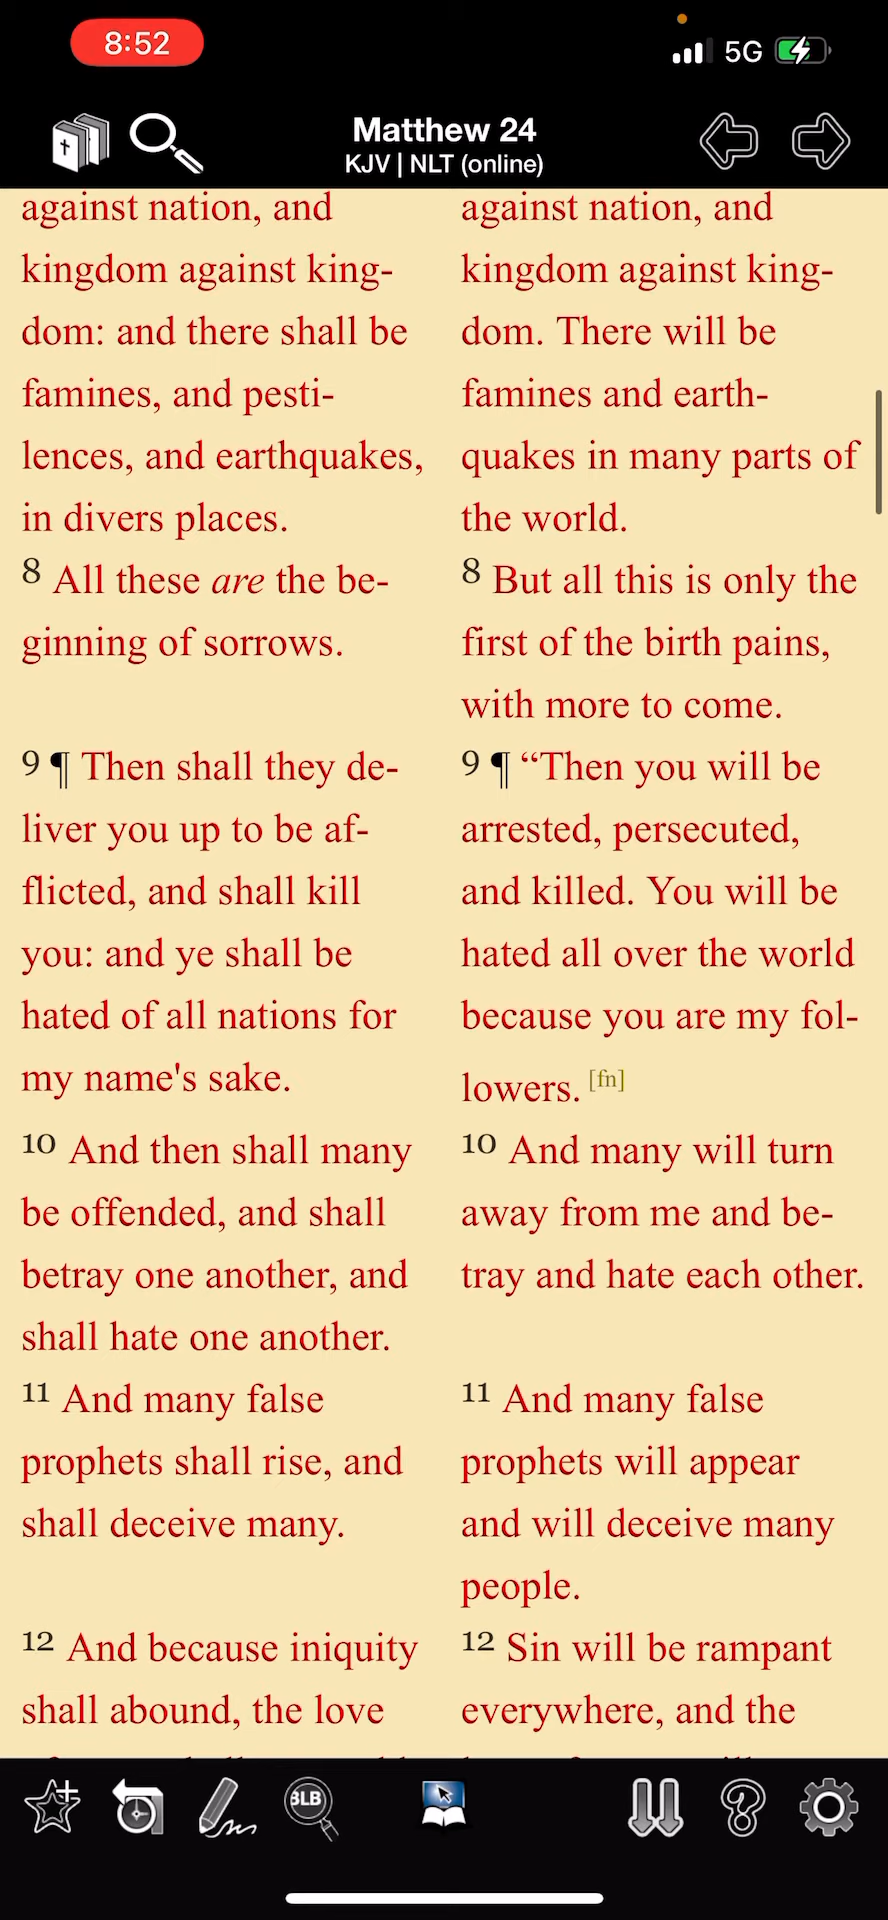 8:52
5G
Matthew 24
KJV | NLT (online)
against nation, and
kingdom against king-
dom: and there shall be
famines, and pesti-
lences, and earthquakes,
in divers places.
8 All these are the be-
ginning of sorrows.
9 ¶ Then shall they de-
liver you up to be af-
flicted, and shall kill
you: and ye shall be
hated of all nations for
my name's sake.
10 And then shall many
be offended, and shall
betray one another, and
shall hate one another.
11 And many false
prophets shall rise, and
shall deceive many.
12 And because iniquity
shall abound, the love
against nation, and
kingdom against king-
dom. There will be
famines and earth-
quakes in many parts of
the world.
8 But all this is only the
first of the birth pains,
with more to come.
9 ¶ “Then you will be
arrested, persecuted,
and killed. You will be
hated all over the world
because you are my fol-
lowers. [fn]
10 And many will turn
away from me and be-
tray and hate each other.
11 And many false
prophets will appear
and will deceive many
people.
12 Sin will be rampant
everywhere, and the
BLB